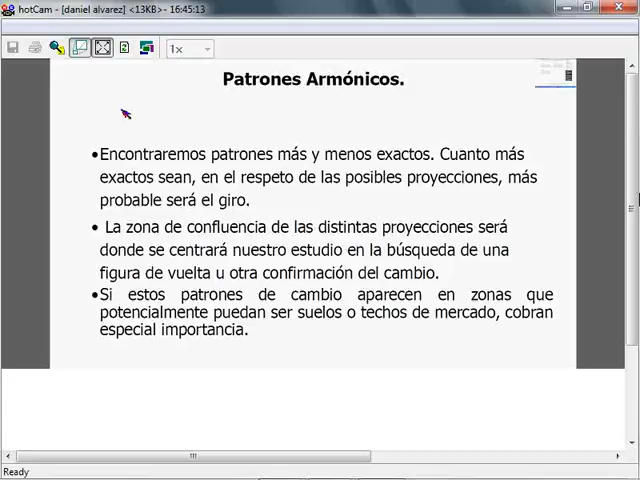 hotCam - [daniel alvarez] <13KB> - 16:45:13
1x
Patrones Armónicos.
•Encontraremos patrones más y menos exactos. Cuanto más
exactos sean, en el respeto de las posibles proyecciones, más
probable será el giro.
• La zona de confluencia de las distintas proyecciones será
donde se centrará nuestro estudio en la búsqueda de una
figura de vuelta u otra confirmación del cambio.
•Si estos patrones de cambio aparecen en zonas que
potencialmente puedan ser suelos o techos de mercado, cobran
especial importancia.
Ready